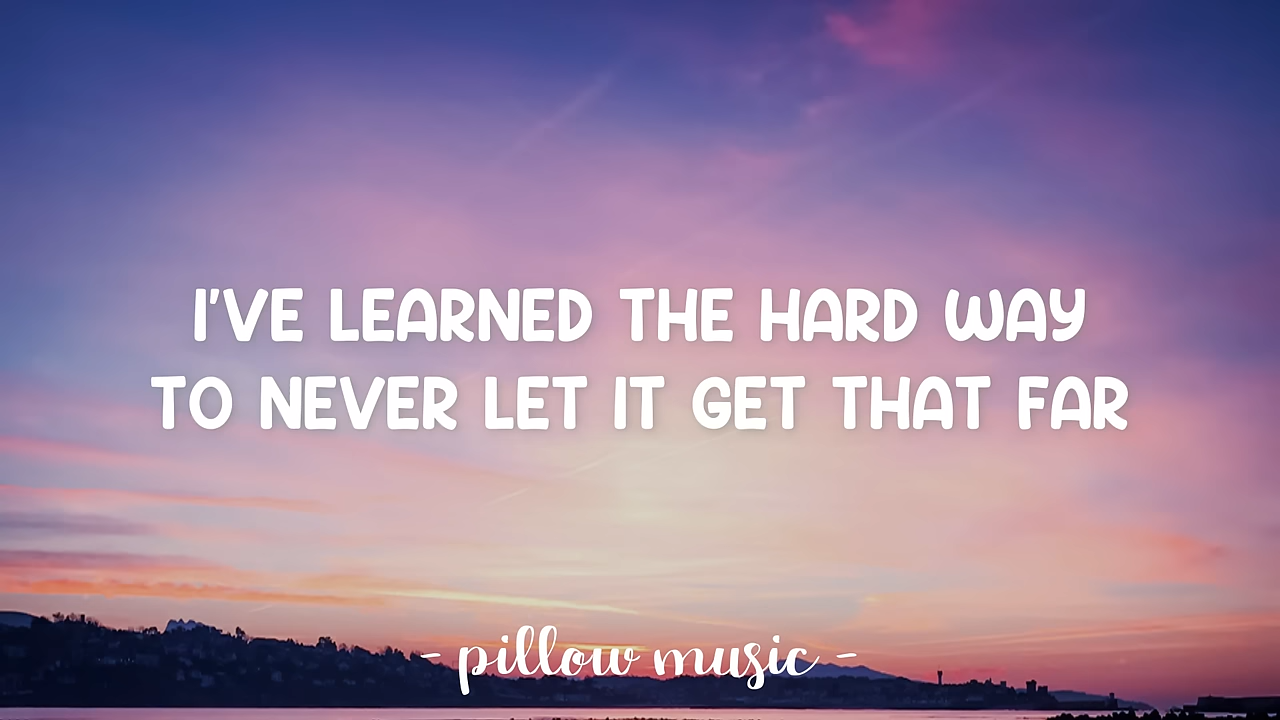 I'VE LEARNED THE HARD WAY
TO NEVER LET IT GET THAT FAR
- pillow music -